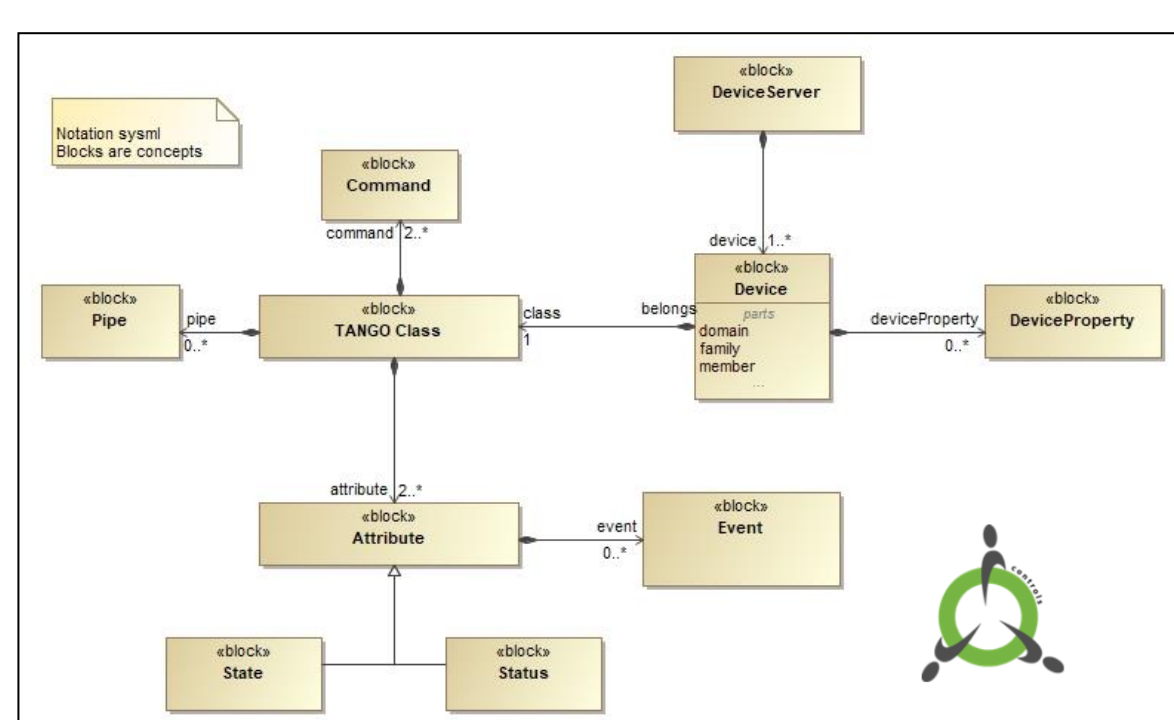 «block»
DeviceServer
Notation sysml
Blocks are concepts
«block»
Command
command 2..*
device 1..*
«block»
Device
parts
domain
family
member
...
«block»
Pipe
pipe
0..*
«block»
TANGO Class
class
1
belongs
deviceProperty
0..*
«block»
DeviceProperty
attribute 2..*
«block»
Attribute
event
0..*
«block»
Event
controls
«block»
State
«block»
Status